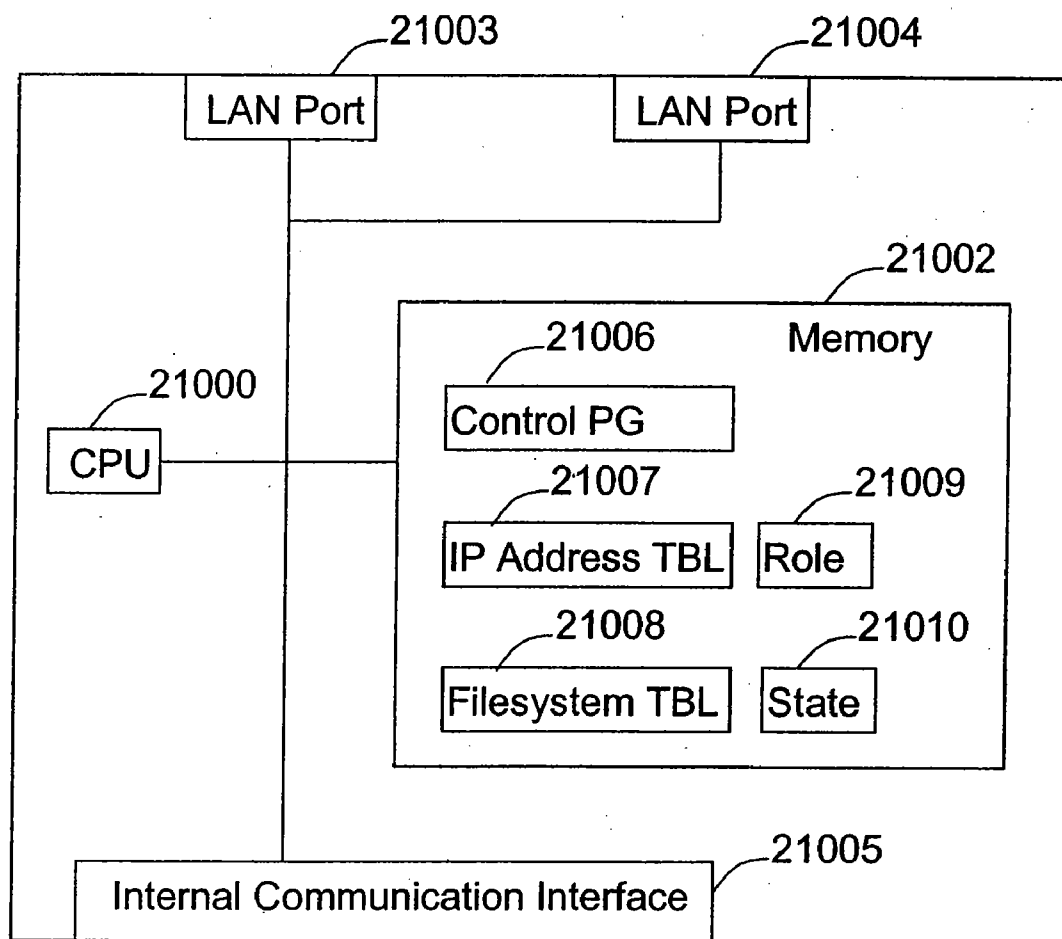 21003
21004
LAN Port
LAN Port
21002
Memory
21006
Control PG
21000
CPU
21007
21009
IP Address TBL
Role
21008
21010
Filesystem TBL
State
21005
Internal Communication Interface